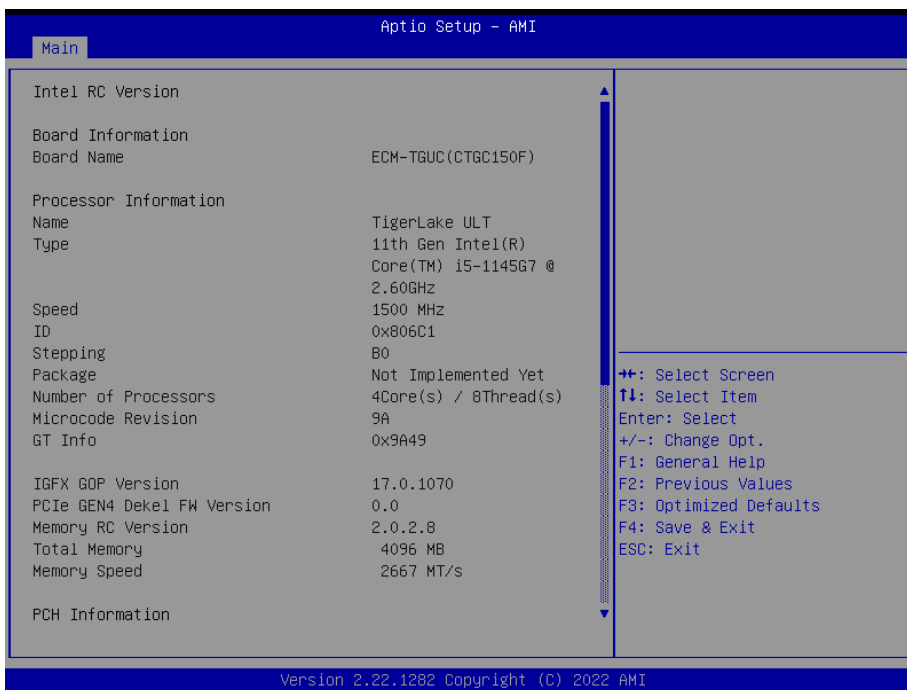 Aptio Setup – AMI
Main
Intel RC Version
Board Information
Board Name ECM-TGUC(CTGC150F)
Processor Information
Name TigerLake ULT
Type 11th Gen Intel(R)
Core(TM) i5-1145G7 @
2.60GHz
Speed 1500 MHz
ID 0x806C1
Stepping B0
Package Not Implemented Yet
Number of Processors 4Core(s) / 8Thread(s)
Microcode Revision 9A
GT Info 0x9A49
IGFX GOP Version 17.0.1070
PCIe GEN4 Dekel FW Version 0.0
Memory RC Version 2.0.2.8
Total Memory 4096 MB
Memory Speed 2667 MT/s
PCH Information
→←: Select Screen
↑↓: Select Item
Enter: Select
+/-: Change Opt.
F1: General Help
F2: Previous Values
F3: Optimized Defaults
F4: Save & Exit
ESC: Exit
Version 2.22.1282 Copyright (C) 2022 AMI